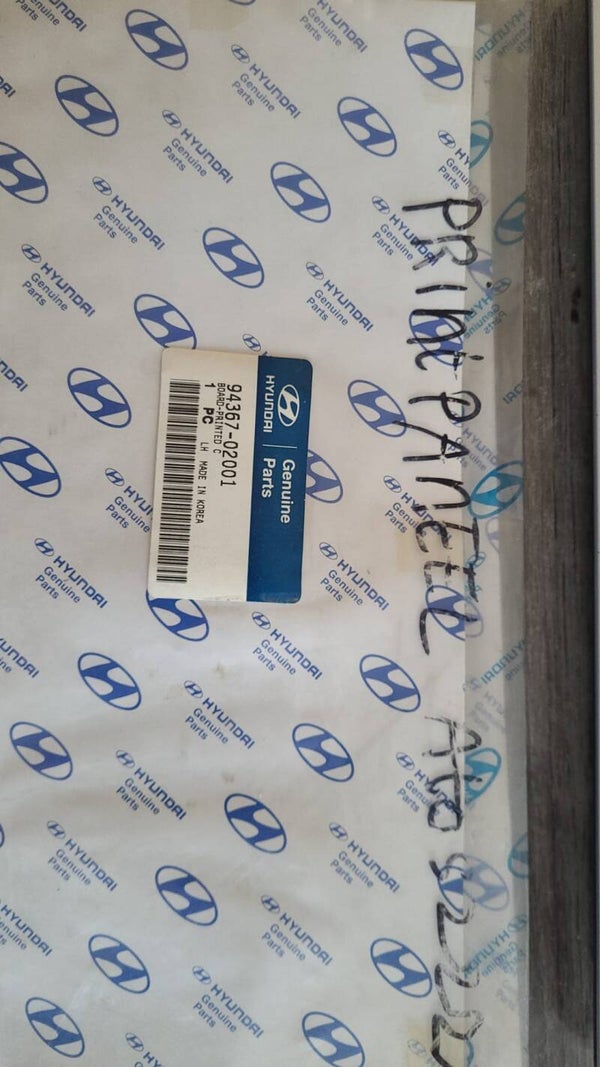 HYUNDAI
Genuine
Parts
94367-02001
BOARD-PRINTED C
1 PC LH MADE IN KOREA
PRINT PANEL